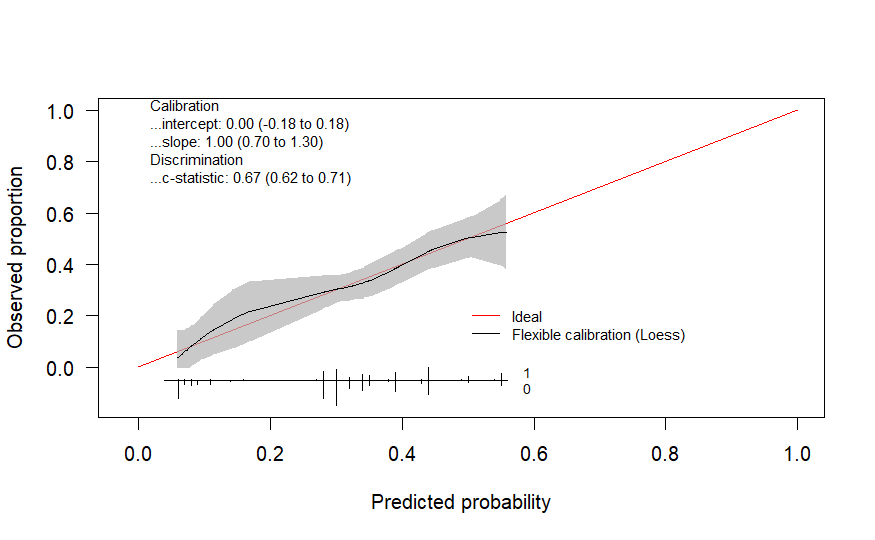 Calibration
...intercept: 0.00 (-0.18 to 0.18)
...slope: 1.00 (0.70 to 1.30)
Discrimination
...c-statistic: 0.67 (0.62 to 0.71)
Observed proportion
1.0
0.8
0.6
0.4
0.2
0.0
Ideal
Flexible calibration (Loess)
1
0
0.0 0.2 0.4 0.6 0.8 1.0
Predicted probability